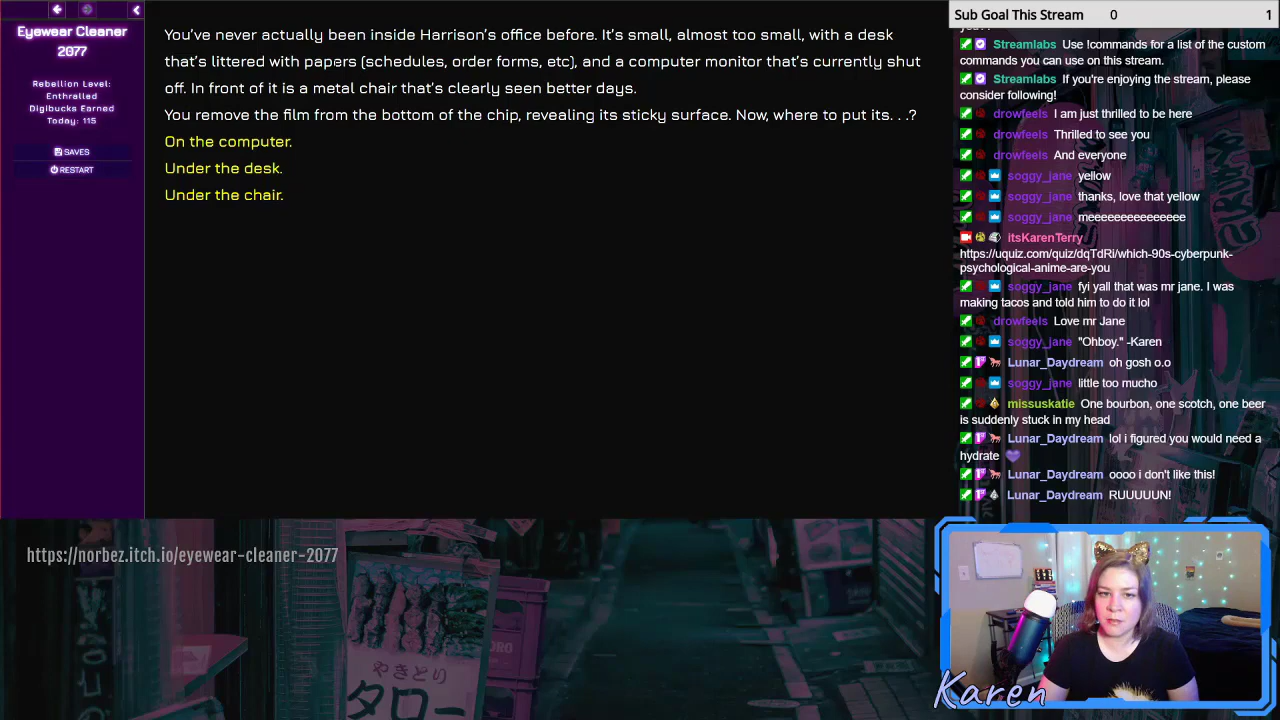 Eyewear Cleaner
2077
Rebellion Level:
Enthralled
Digibucks Earned
Today: 115
SAVES
RESTART
You've never actually been inside Harrison's office before. It's small, almost too small, with a desk
that's littered with papers (schedules, order forms, etc), and a computer monitor that's currently shut
off. In front of it is a metal chair that's clearly seen better days.
You remove the film from the bottom of the chip, revealing its sticky surface. Now, where to put its. . .?
On the computer.
Under the desk.
Under the chair.
https://norbez.itch.io/eyewear-cleaner-2077
やきとり
タワー
Sub Goal This Stream 0 1
Streamlabs Use !commands for a list of the custom
commands you can use on this stream.
Streamlabs If you're enjoying the stream, please
consider following!
drowfeels I am just thrilled to be here
drowfeels Thrilled to see you
drowfeels And everyone
soggy_jane yellow
soggy_jane thanks, love that yellow
soggy_jane meeeeeeeeeeeeeee
itsKarenTerry
https://uquiz.com/quiz/dqTdRi/which-90s-cyberpunk-
psychological-anime-are-you
soggy_jane fyi yall that was mr jane. I was
making tacos and told him to do it lol
drowfeels Love mr Jane
soggy_jane "Ohboy." -Karen
Lunar_Daydream oh gosh o.o
soggy_jane little too mucho
missuskatie One bourbon, one scotch, one beer
is suddenly stuck in my head
Lunar_Daydream lol i figured you would need a
hydrate
Lunar_Daydream oooo i don't like this!
Lunar_Daydream RUUUUUN!
Karen